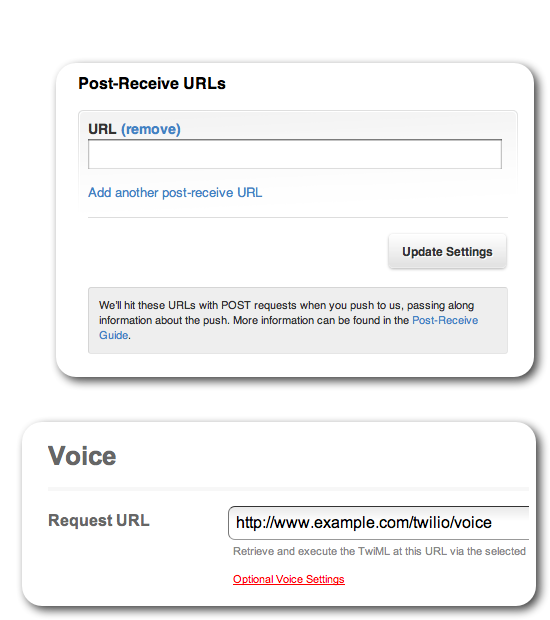 Post-Receive URLs
URL (remove)
Add another post-receive URL
Update Settings
We'll hit these URLs with POST requests when you push to us, passing along
information about the push. More information can be found in the Post-Receive
Guide.
Voice
Request URL
http://www.example.com/twilio/voice
Retrieve and execute the TwiML at this URL via the selected
Optional Voice Settings